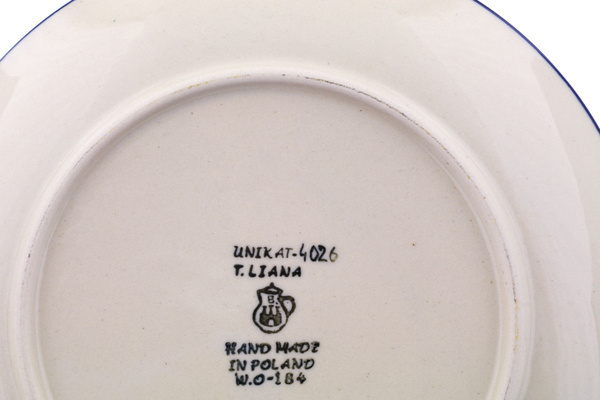 UNIKAT-4026
T. LIANA
B
HAND MADE
IN POLAND
W.O-184